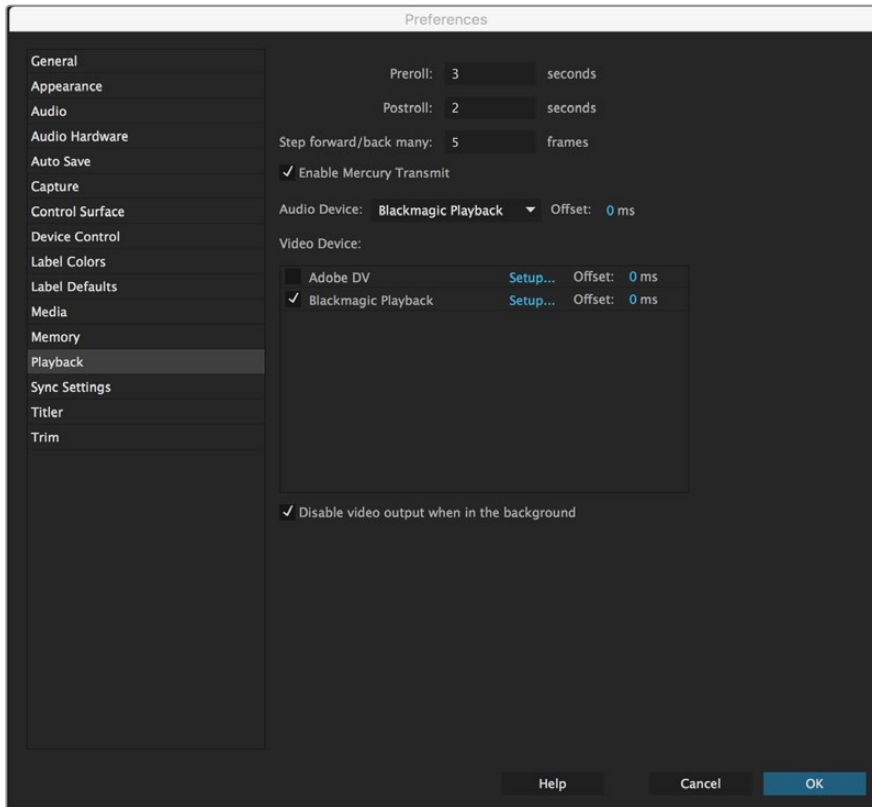 Preferences
General
Appearance
Audio
Audio Hardware
Auto Save
Capture
Control Surface
Device Control
Label Colors
Label Defaults
Media
Memory
Playback
Sync Settings
Titler
Trim
Preroll: 3 seconds
Postroll: 2 seconds
Step forward/back many: 5 frames
Enable Mercury Transmit
Audio Device: Blackmagic Playback Offset: 0 ms
Video Device:
Adobe DV Setup... Offset: 0 ms
Blackmagic Playback Setup... Offset: 0 ms
Disable video output when in the background
Help Cancel OK